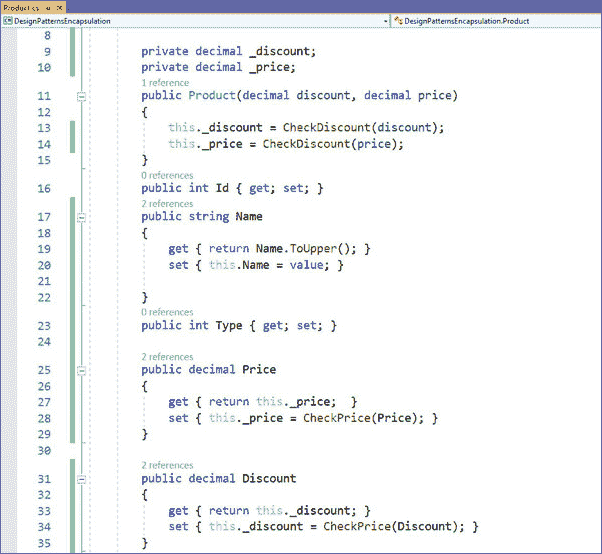 Product.cs
DesignPatternsEncapsulation
DesignPatternsEncapsulation.Product
8
9 private decimal _discount;
10 private decimal _price;
1 reference
11 public Product(decimal discount, decimal price)
12 {
13 this._discount = CheckDiscount(discount);
14 this._price = CheckDiscount(price);
15 }
0 references
16 public int Id { get; set; }
2 references
17 public string Name
18 {
19 get { return Name.ToUpper(); }
20 set { this.Name = value; }
21
22 }
0 references
23 public int Type { get; set; }
24
2 references
25 public decimal Price
26 {
27 get { return this._price; }
28 set { this._price = CheckPrice(Price); }
29 }
30
2 references
31 public decimal Discount
32 {
33 get { return this._discount; }
34 set { this._discount = CheckPrice(Discount); }
35 }